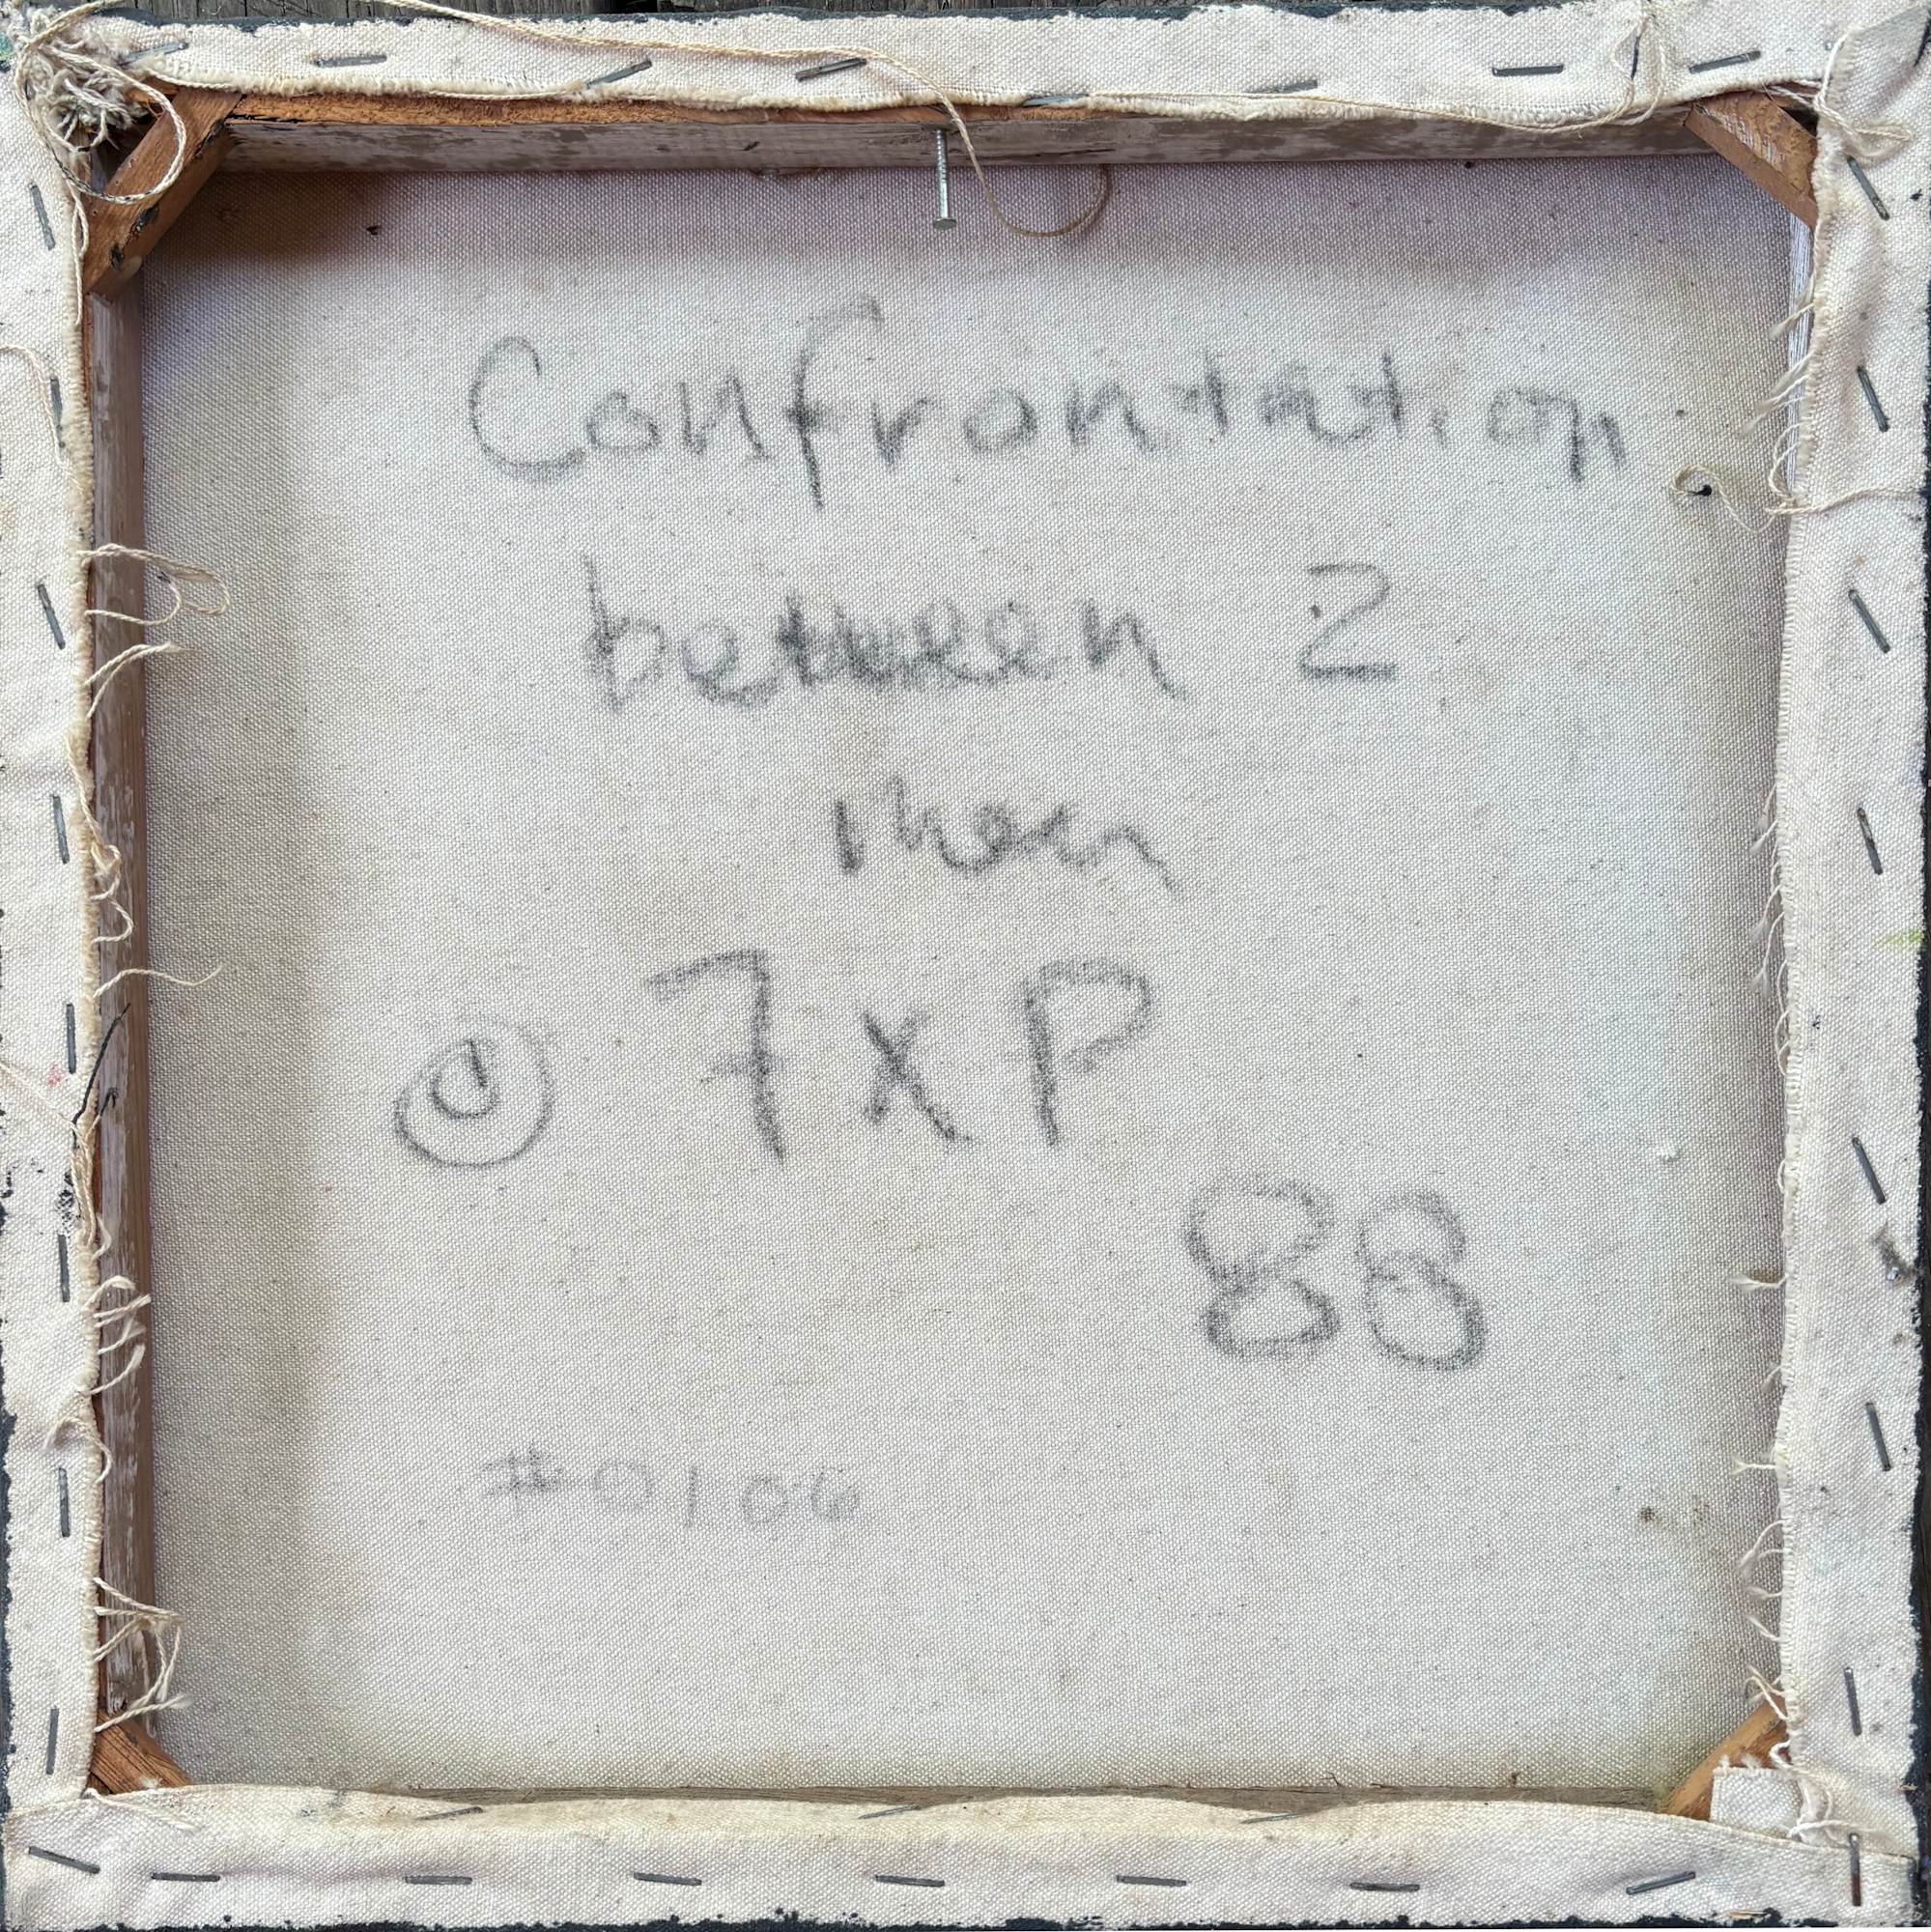 Confrontation
between 2
men
© 7xP
88
#0106